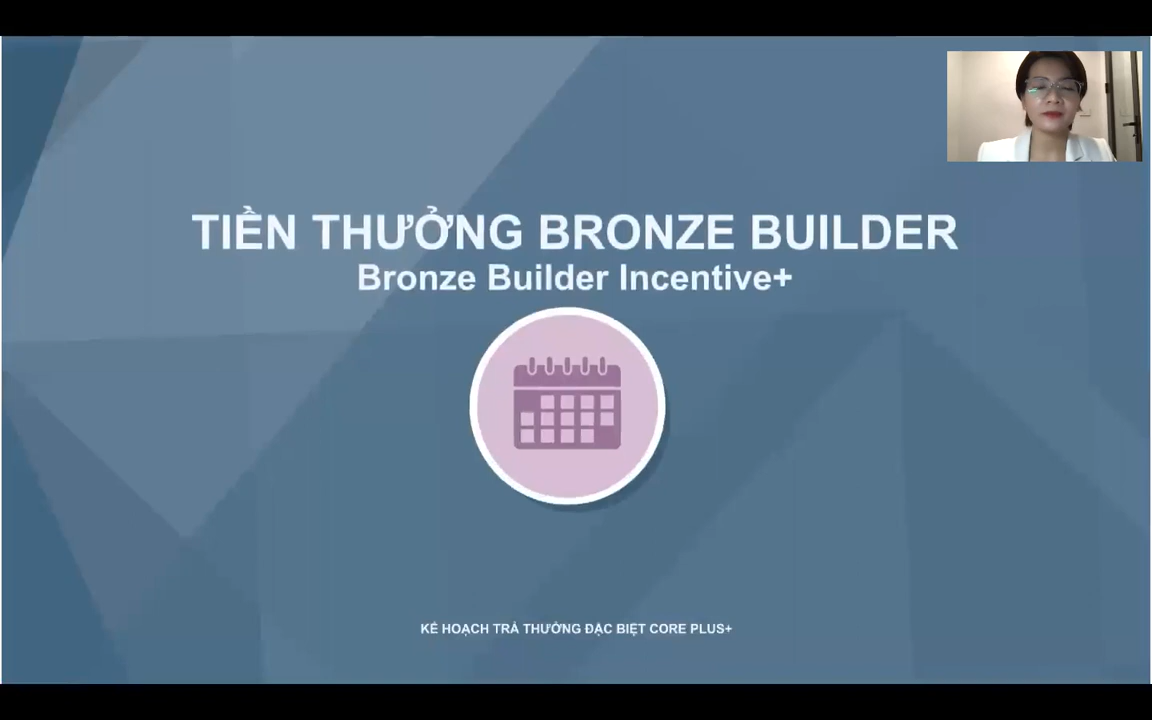 TIỀN THƯỞNG BRONZE BUILDER
Bronze Builder Incentive+
KẾ HOẠCH TRẢ THƯỞNG ĐẶC BIỆT CORE PLUS+